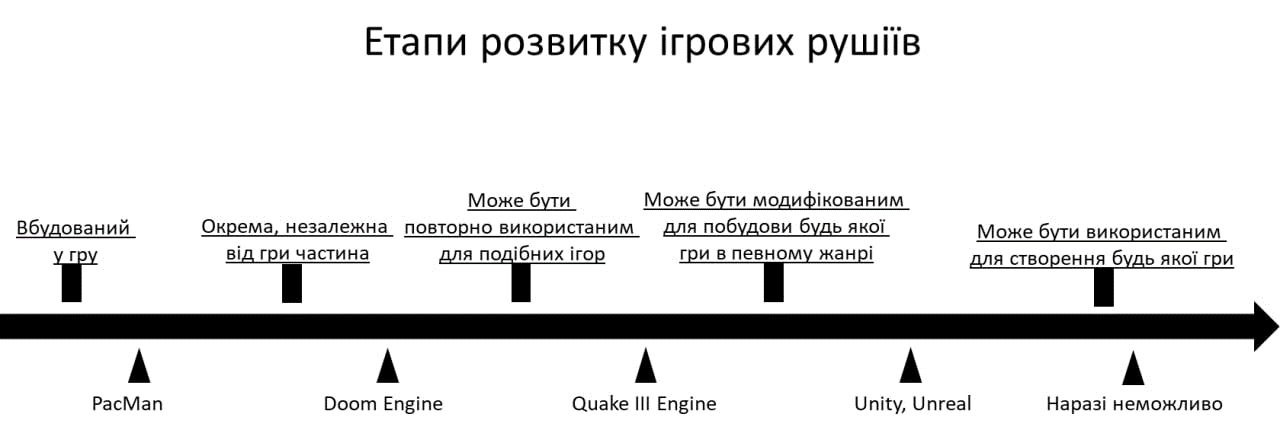 Етапи розвитку ігрових рушіїв
Вбудований
у гру
Окрема, незалежна
від гри частина
Може бути
повторно використаним
для подібних ігор
Може бути модифікованим
для побудови будь якої
гри в певному жанрі
Може бути використаним
для створення будь якої гри
PacMan
Doom Engine
Quake III Engine
Unity, Unreal
Наразі неможливо